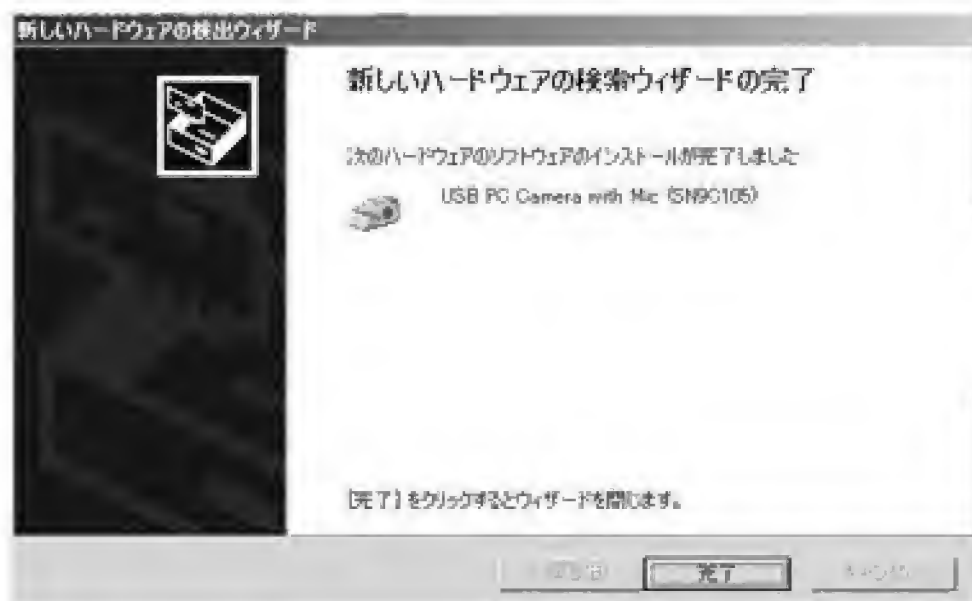 新しいハードウェアの検出ウィザード
新しいハードウェアの検索ウィザードの完了
次のハードウェアのソフトウェアのインストールが完了しました
USB PC Camera with Mic (SN9C105)
[完了] をクリックするとウィザードを閉じます。
完了